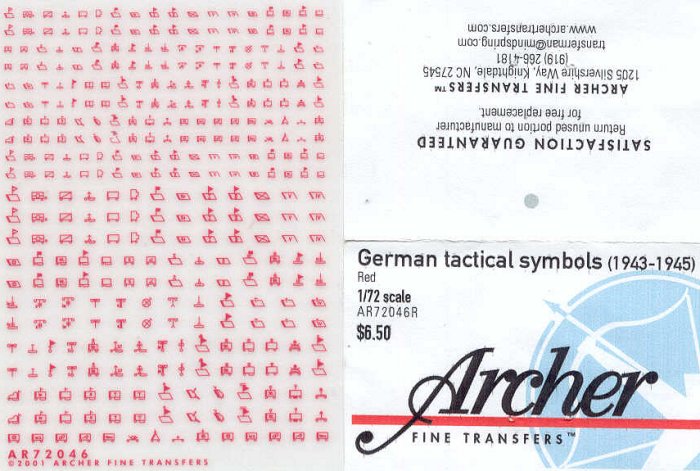 AR72046
©2001 ARCHER FINE TRANSFERS
SATISFACTION GUARANTEED
Return unused portion to manufacturer
for free replacement.
ARCHER FINE TRANSFERS™
1205 Silvershire Way, Knightdale, NC 27545
(919) 266-4181
transferman@mindspring.com
www.archertransfers.com
German tactical symbols (1943-1945)
Red
1/72 scale
AR72046R
$6.50
Archer
FINE TRANSFERS™